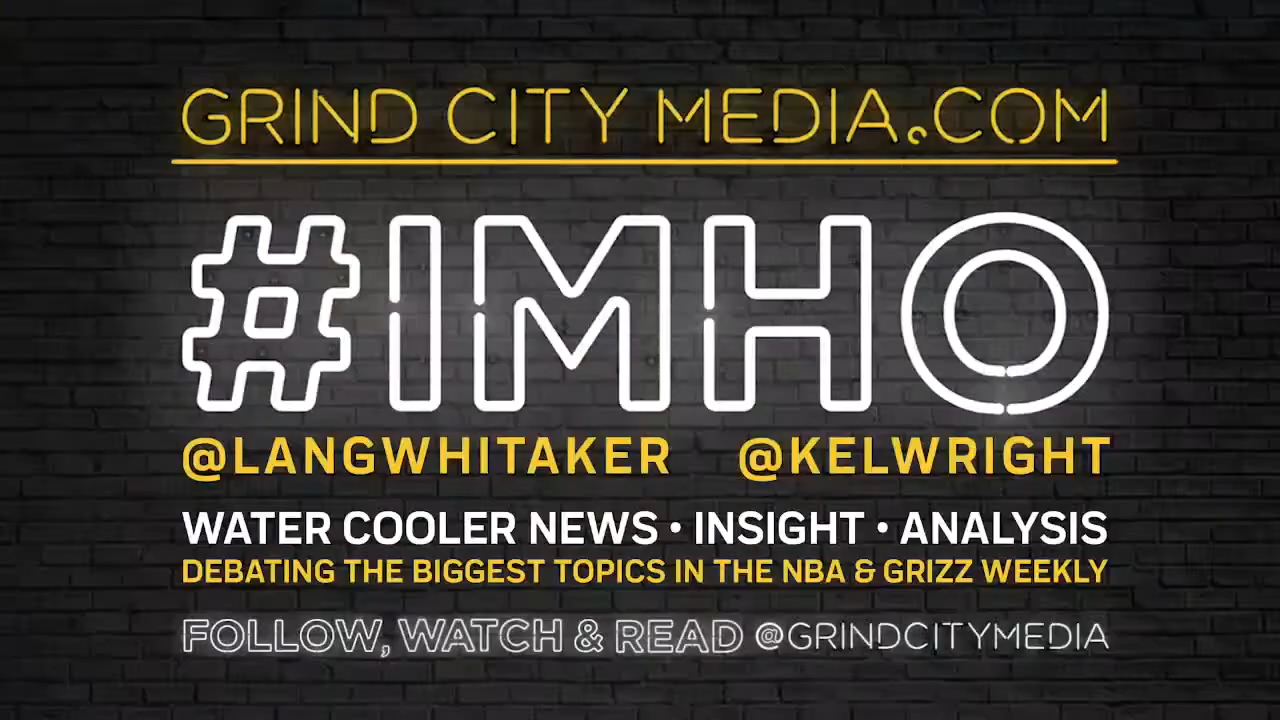 GRIND CITY MEDIA.COM
#IMHO
@LANGWHITAKER @KELWRIGHT
WATER COOLER NEWS • INSIGHT • ANALYSIS
DEBATING THE BIGGEST TOPICS IN THE NBA & GRIZZ WEEKLY
FOLLOW, WATCH & READ @GRINDCITYMEDIA